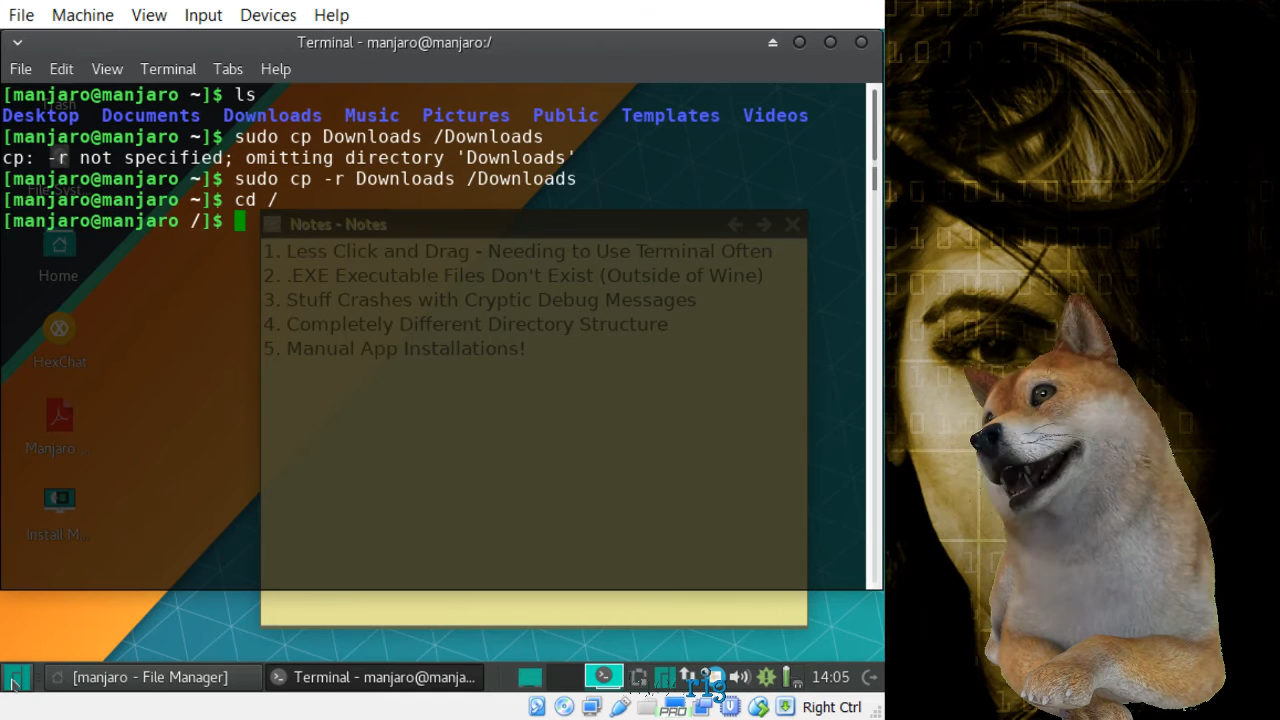 File Machine View Input Devices Help
Terminal - manjaro@manjaro:/
File Edit View Terminal Tabs Help
[manjaro@manjaro ~]$ ls
Desktop Documents Downloads Music Pictures Public Templates Videos
[manjaro@manjaro ~]$ sudo cp Downloads /Downloads
cp: -r not specified; omitting directory 'Downloads'
[manjaro@manjaro ~]$ sudo cp -r Downloads /Downloads
[manjaro@manjaro ~]$ cd /
[manjaro@manjaro /]$
Notes - Notes
1. Less Click and Drag - Needing to Use Terminal Often
2. .EXE Executable Files Don't Exist (Outside of Wine)
3. Stuff Crashes with Cryptic Debug Messages
4. Completely Different Directory Structure
5. Manual App Installations!
Trash
File Syst...
Home
HexChat
Manjaro ...
Install M...
[manjaro - File Manager]
Terminal - manjaro@manja...
14:05
rig
Right Ctrl